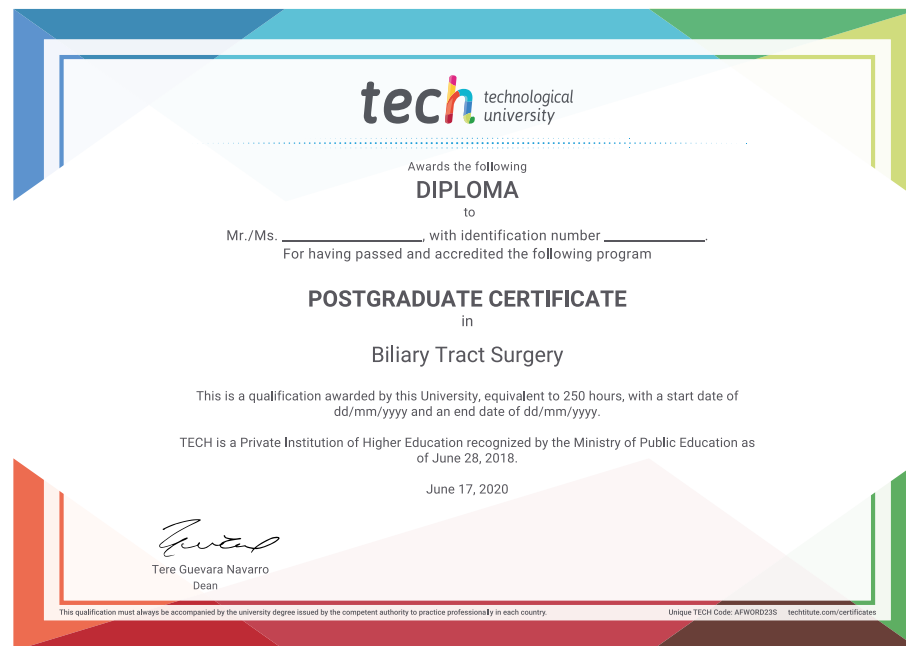 tech technological
university
Awards the following
DIPLOMA
to
Mr./Ms. ____________, with identification number ____________.
For having passed and accredited the following program
POSTGRADUATE CERTIFICATE
in
Biliary Tract Surgery
This is a qualification awarded by this University, equivalent to 250 hours, with a start date of
dd/mm/yyyy and an end date of dd/mm/yyyy.
TECH is a Private Institution of Higher Education recognized by the Ministry of Public Education as
of June 28, 2018.
June 17, 2020
Tere Guevara Navarro
Dean
This qualification must always be accompanied by the university degree issued by the competent authority to practice professionally in each country.
Unique TECH Code: AFWORD23S techtitute.com/certificates